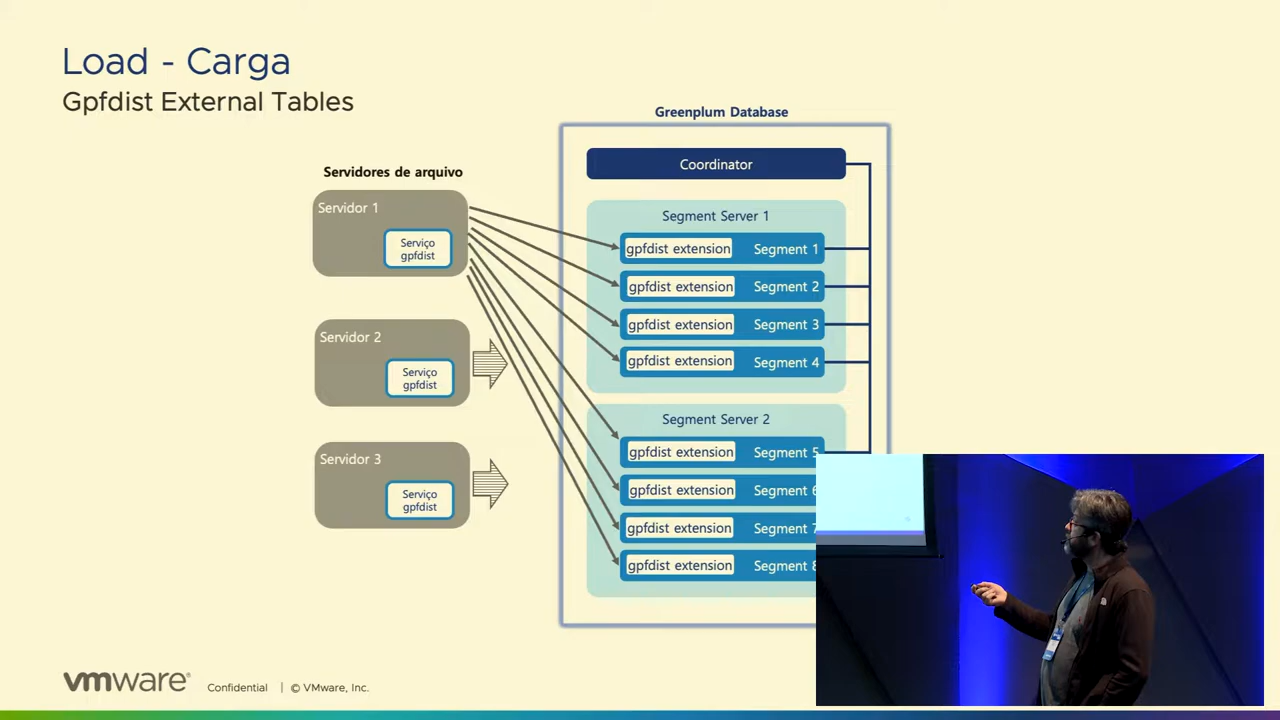 Load - Carga
Gpfdist External Tables
Greenplum Database
Coordinator
Servidores de arquivo
Servidor 1
Serviço
gpfdist
Servidor 2
Serviço
gpfdist
Servidor 3
Serviço
gpfdist
Segment Server 1
gpfdist extension Segment 1
gpfdist extension Segment 2
gpfdist extension Segment 3
gpfdist extension Segment 4
Segment Server 2
gpfdist extension Segment 5
gpfdist extension Segment 6
gpfdist extension Segment 7
gpfdist extension Segment 8
vmware®
Confidential | © VMware, Inc.